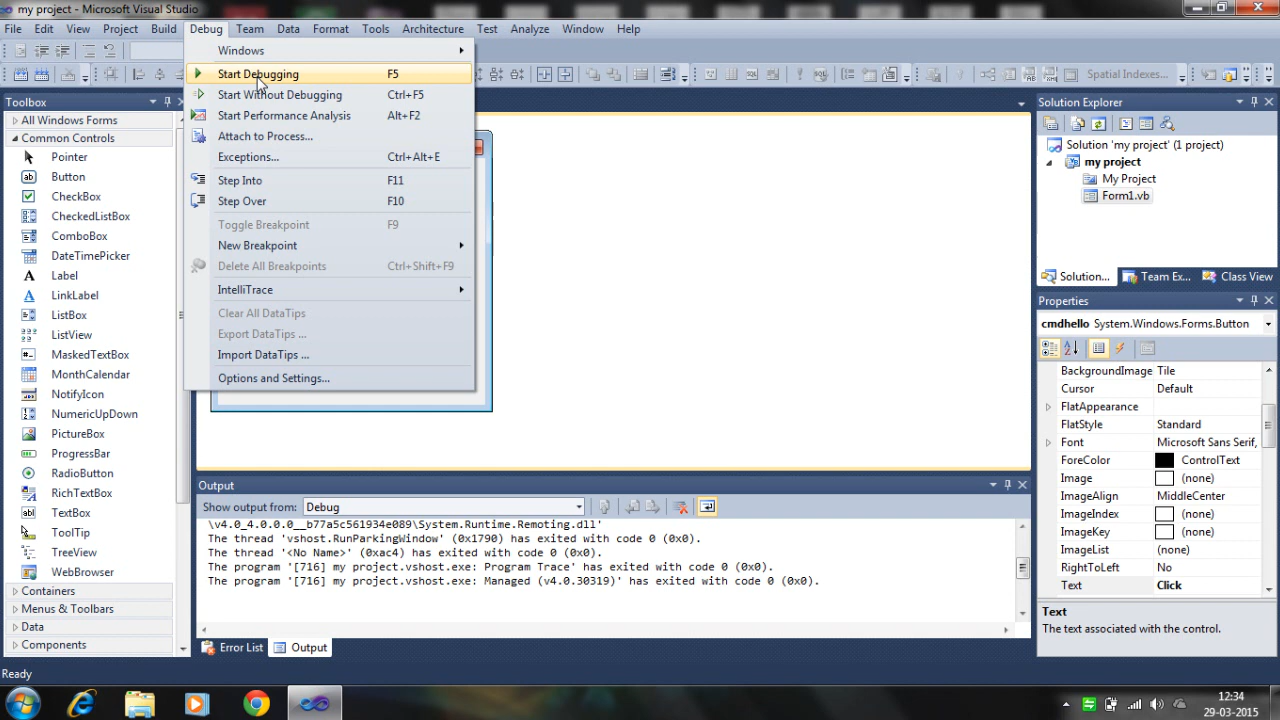 my project - Microsoft Visual Studio
File Edit View Project Build Debug Team Data Format Tools Architecture Test Analyze Window Help
Windows
Start Debugging F5
Start Without Debugging Ctrl+F5
Start Performance Analysis Alt+F2
Attach to Process...
Exceptions... Ctrl+Alt+E
Step Into F11
Step Over F10
Toggle Breakpoint F9
New Breakpoint
Delete All Breakpoints Ctrl+Shift+F9
IntelliTrace
Clear All DataTips
Export DataTips ...
Import DataTips ...
Options and Settings...
Spatial Indexes...
Toolbox
All Windows Forms
Common Controls
Pointer
Button
CheckBox
CheckedListBox
ComboBox
DateTimePicker
Label
LinkLabel
ListBox
ListView
MaskedTextBox
MonthCalendar
NotifyIcon
NumericUpDown
PictureBox
ProgressBar
RadioButton
RichTextBox
TextBox
ToolTip
TreeView
WebBrowser
Containers
Menus & Toolbars
Data
Components
Solution Explorer
Solution 'my project' (1 project)
my project
My Project
Form1.vb
Solution... Team Ex... Class View
Properties
cmdhello System.Windows.Forms.Button
BackgroundImage Tile
Cursor Default
FlatAppearance
FlatStyle Standard
Font Microsoft Sans Serif,
ForeColor ControlText
Image (none)
ImageAlign MiddleCenter
ImageIndex (none)
ImageKey (none)
ImageList (none)
RightToLeft No
Text Click
Text
The text associated with the control.
Output
Show output from: Debug
\v4.0_4.0.0.0__b77a5c561934e089\System.Runtime.Remoting.dll'
The thread 'vshost.RunParkingWindow' (0x1790) has exited with code 0 (0x0).
The thread '<No Name>' (0xac4) has exited with code 0 (0x0).
The program '[716] my project.vshost.exe: Program Trace' has exited with code 0 (0x0).
The program '[716] my project.vshost.exe: Managed (v4.0.30319)' has exited with code 0 (0x0).
Error List Output
Ready
12:34
29-03-2015